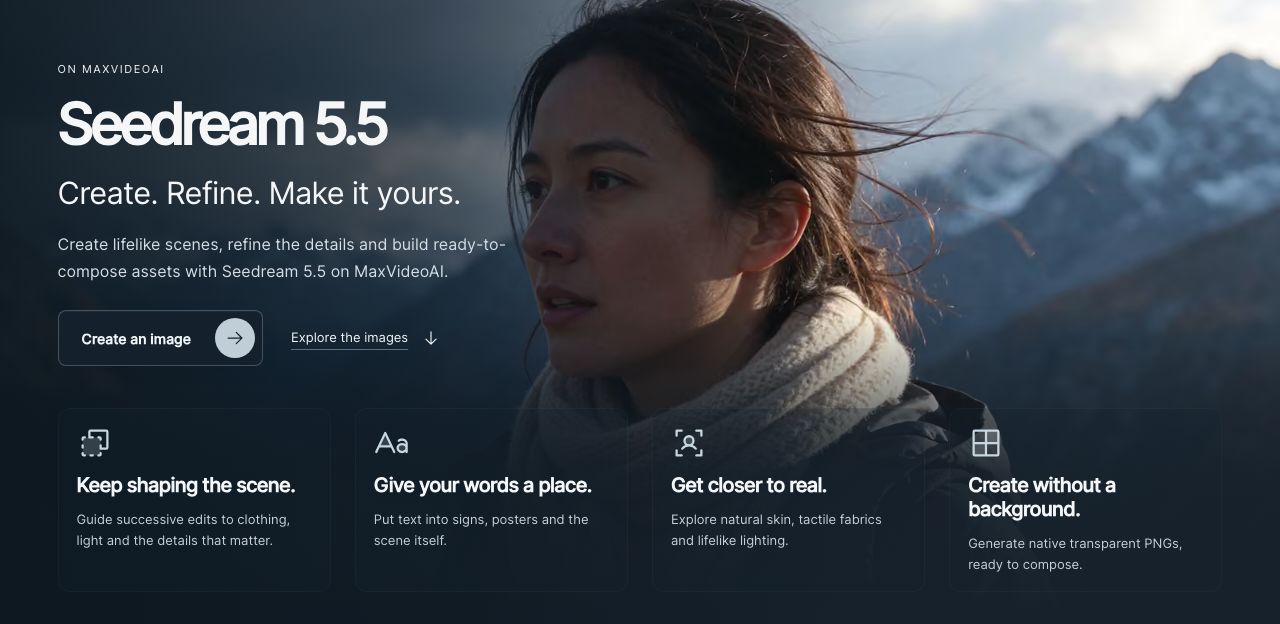 ON MAXVIDEOAI
Seedream 5.5
Create. Refine. Make it yours.
Create lifelike scenes, refine the details and build ready-to-
compose assets with Seedream 5.5 on MaxVideoAI.
Create an image
Explore the images
Aa
Keep shaping the scene.
Guide successive edits to clothing,
light and the details that matter.
Give your words a place.
Put text into signs, posters and the
scene itself.
Get closer to real.
Explore natural skin, tactile fabrics
and lifelike lighting.
Create without a
background.
Generate native transparent PNGs,
ready to compose.